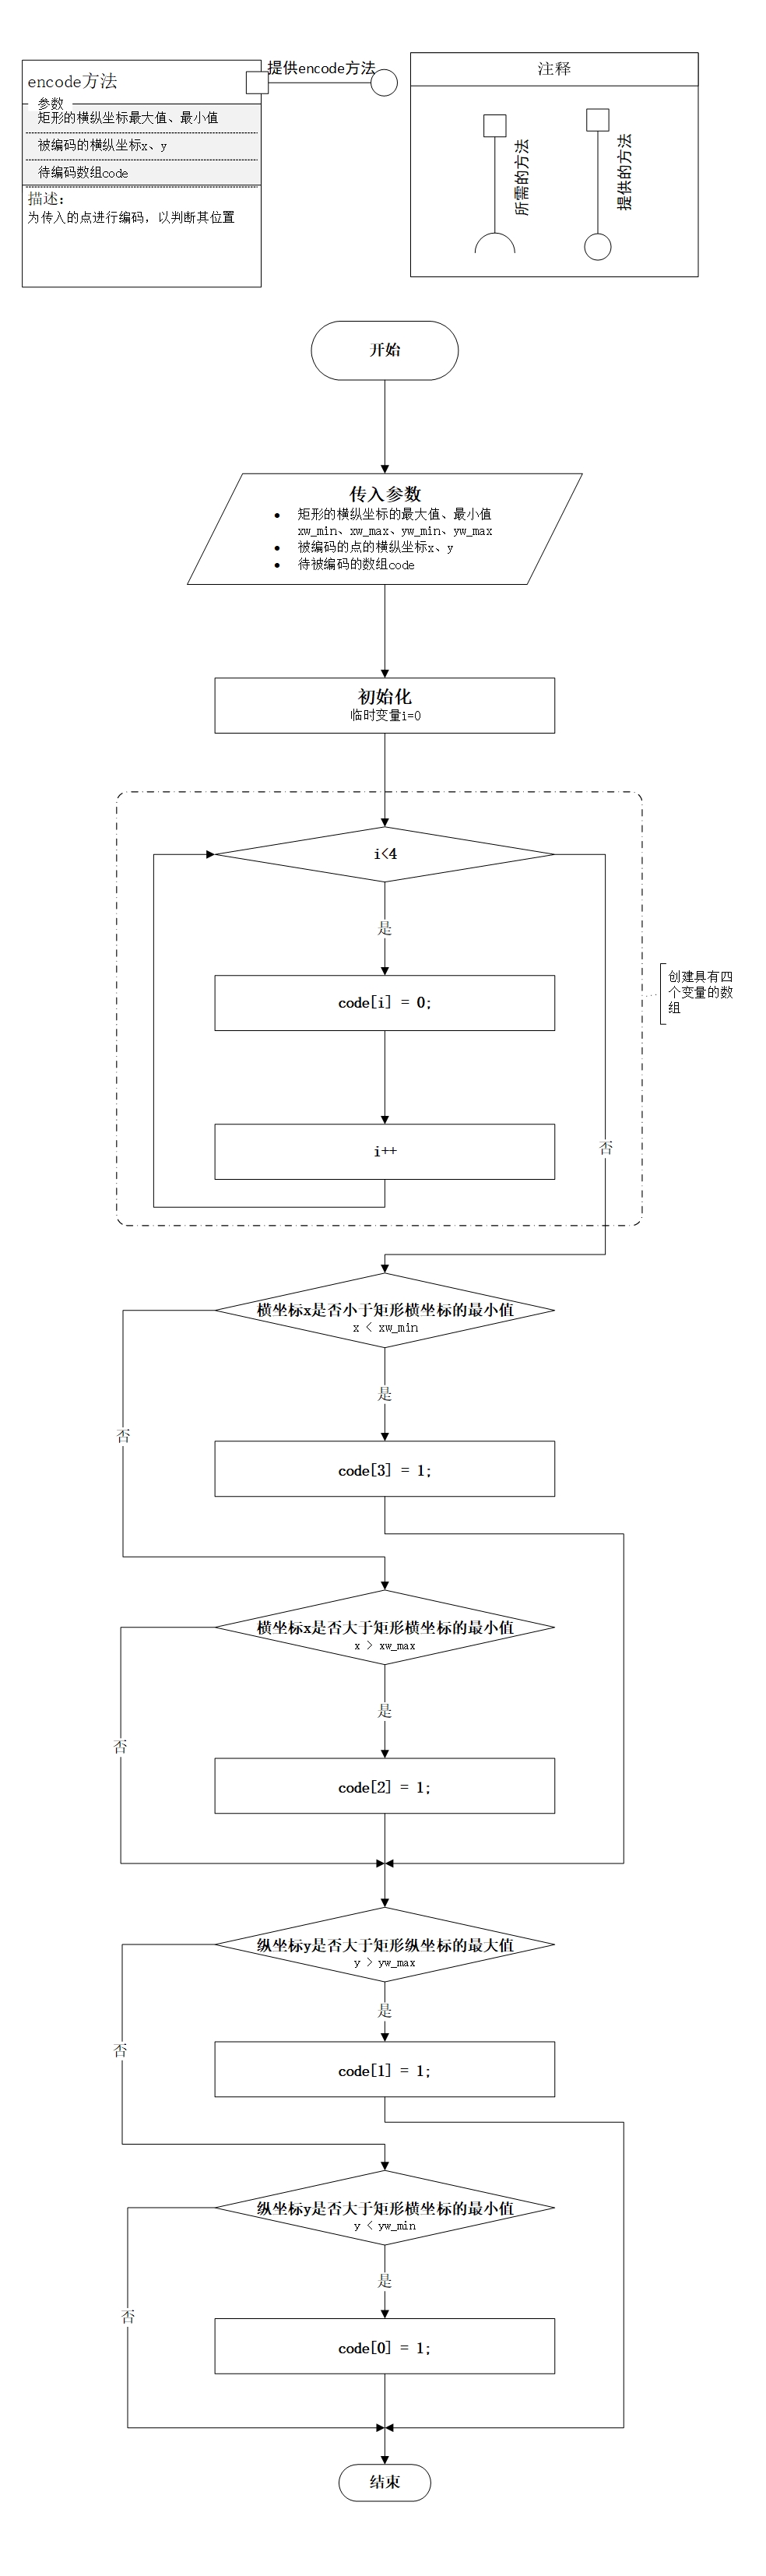 encode方法
提供encode方法
参数
矩形的横纵坐标最大值、最小值
被编码的横纵坐标x、y
待编码数组code
描述：
为传入的点进行编码，以判断其位置
注释
所需的方法
提供的方法
开始
传入参数
● 矩形的横纵坐标的最大值、最小值
xw_min、xw_max、yw_min、yw_max
● 被编码的点的横纵坐标x、y
● 待被编码的数组code
初始化
临时变量i=0
i<4
是
code[i] = 0;
创建具有四
个变量的数
组
i++
否
横坐标x是否小于矩形横坐标的最小值
x < xw_min
是
否
code[3] = 1;
横坐标x是否大于矩形横坐标的最小值
x > xw_max
是
否
code[2] = 1;
纵坐标y是否大于矩形纵坐标的最大值
y > yw_max
是
否
code[1] = 1;
纵坐标y是否大于矩形横坐标的最小值
y < yw_min
是
否
code[0] = 1;
结束